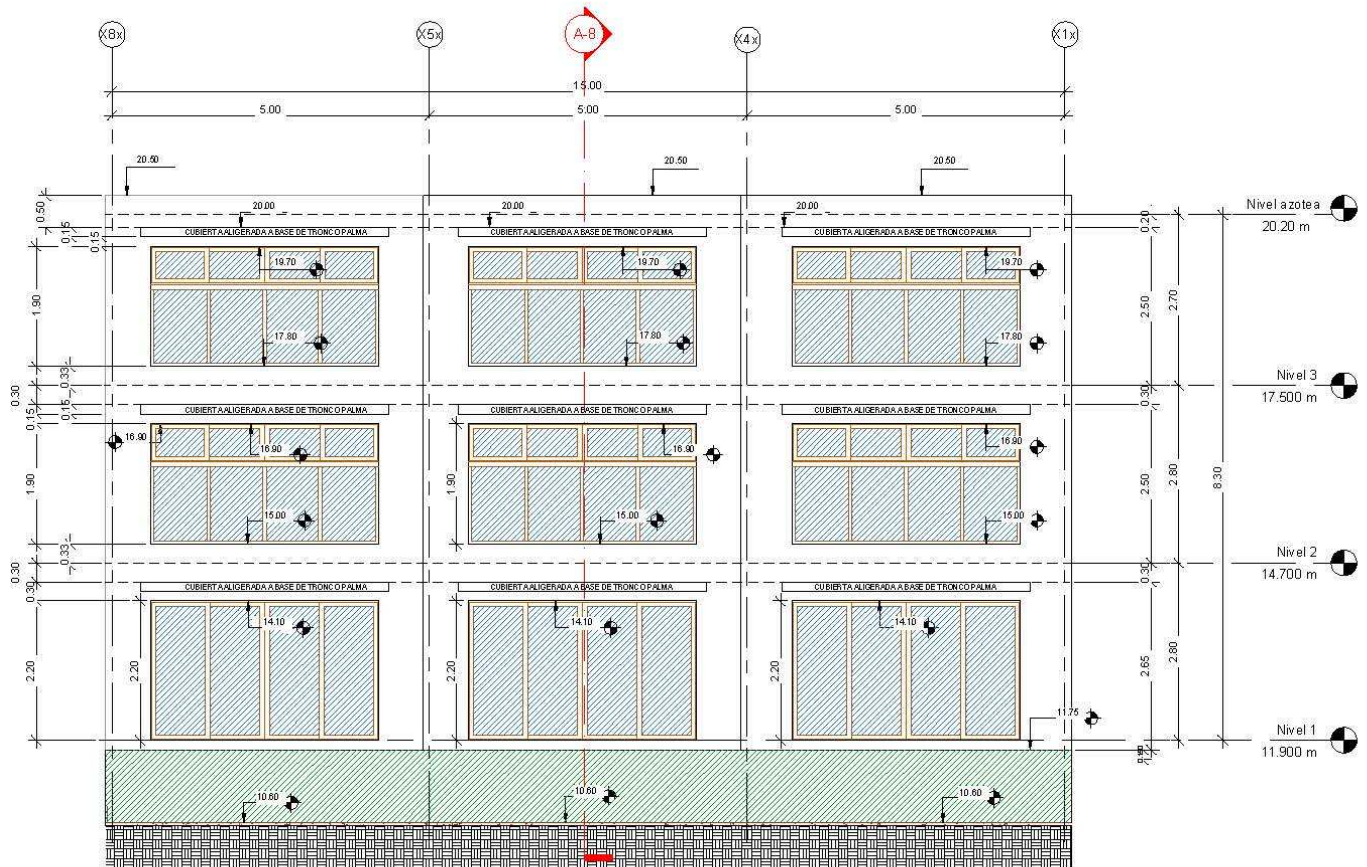 X8x X5x A-8 X4x X1x
15.00
5.00 5.00 5.00
20.50 20.50 20.50
Nivel azotea
20.20 m
0.50 20.00 20.00 20.00 0.20
0.15 CUBIERTA ALIGERADA A BASE DE TRONCO PALMA CUBIERTA ALIGERADA A BASE DE TRONCO PALMA CUBIERTA ALIGERADA A BASE DE TRONCO PALMA
0.15
19.70 19.70 19.70
1.90 2.50 2.70
17.80 17.80 17.80
0.33
Nivel 3
17.500 m
0.30 0.30
0.15 0.15 CUBIERTA ALIGERADA A BASE DE TRONCO PALMA CUBIERTA ALIGERADA A BASE DE TRONCO PALMA CUBIERTA ALIGERADA A BASE DE TRONCO PALMA
16.90 16.90 16.90 16.90
1.90 1.90 2.50 2.80 8.30
15.00 15.00 15.00
0.33
Nivel 2
14.700 m
0.30 0.30
0.30 CUBIERTA ALIGERADA A BASE DE TRONCO PALMA CUBIERTA ALIGERADA A BASE DE TRONCO PALMA CUBIERTA ALIGERADA A BASE DE TRONCO PALMA
14.10 14.10 14.10
2.20 2.20 2.20 2.20 2.65 2.80
11.75
Nivel 1
11.900 m
10.60 10.60 10.60